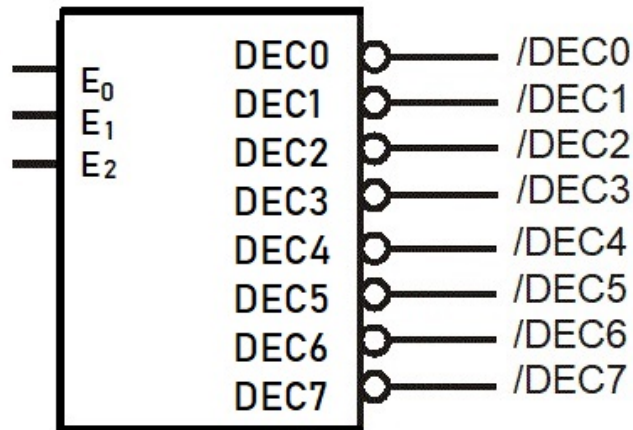 DEC0 /DEC0
E0
DEC1 /DEC1
E1
DEC2 /DEC2
E2
DEC3 /DEC3
DEC4 /DEC4
DEC5 /DEC5
DEC6 /DEC6
DEC7 /DEC7